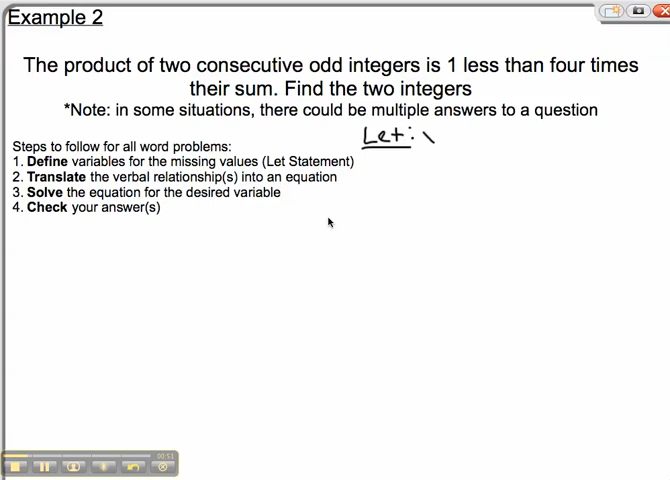 Example 2
The product of two consecutive odd integers is 1 less than four times
their sum. Find the two integers
*Note: in some situations, there could be multiple answers to a question
Let:
Steps to follow for all word problems:
1. Define variables for the missing values (Let Statement)
2. Translate the verbal relationship(s) into an equation
3. Solve the equation for the desired variable
4. Check your answer(s)
00:51